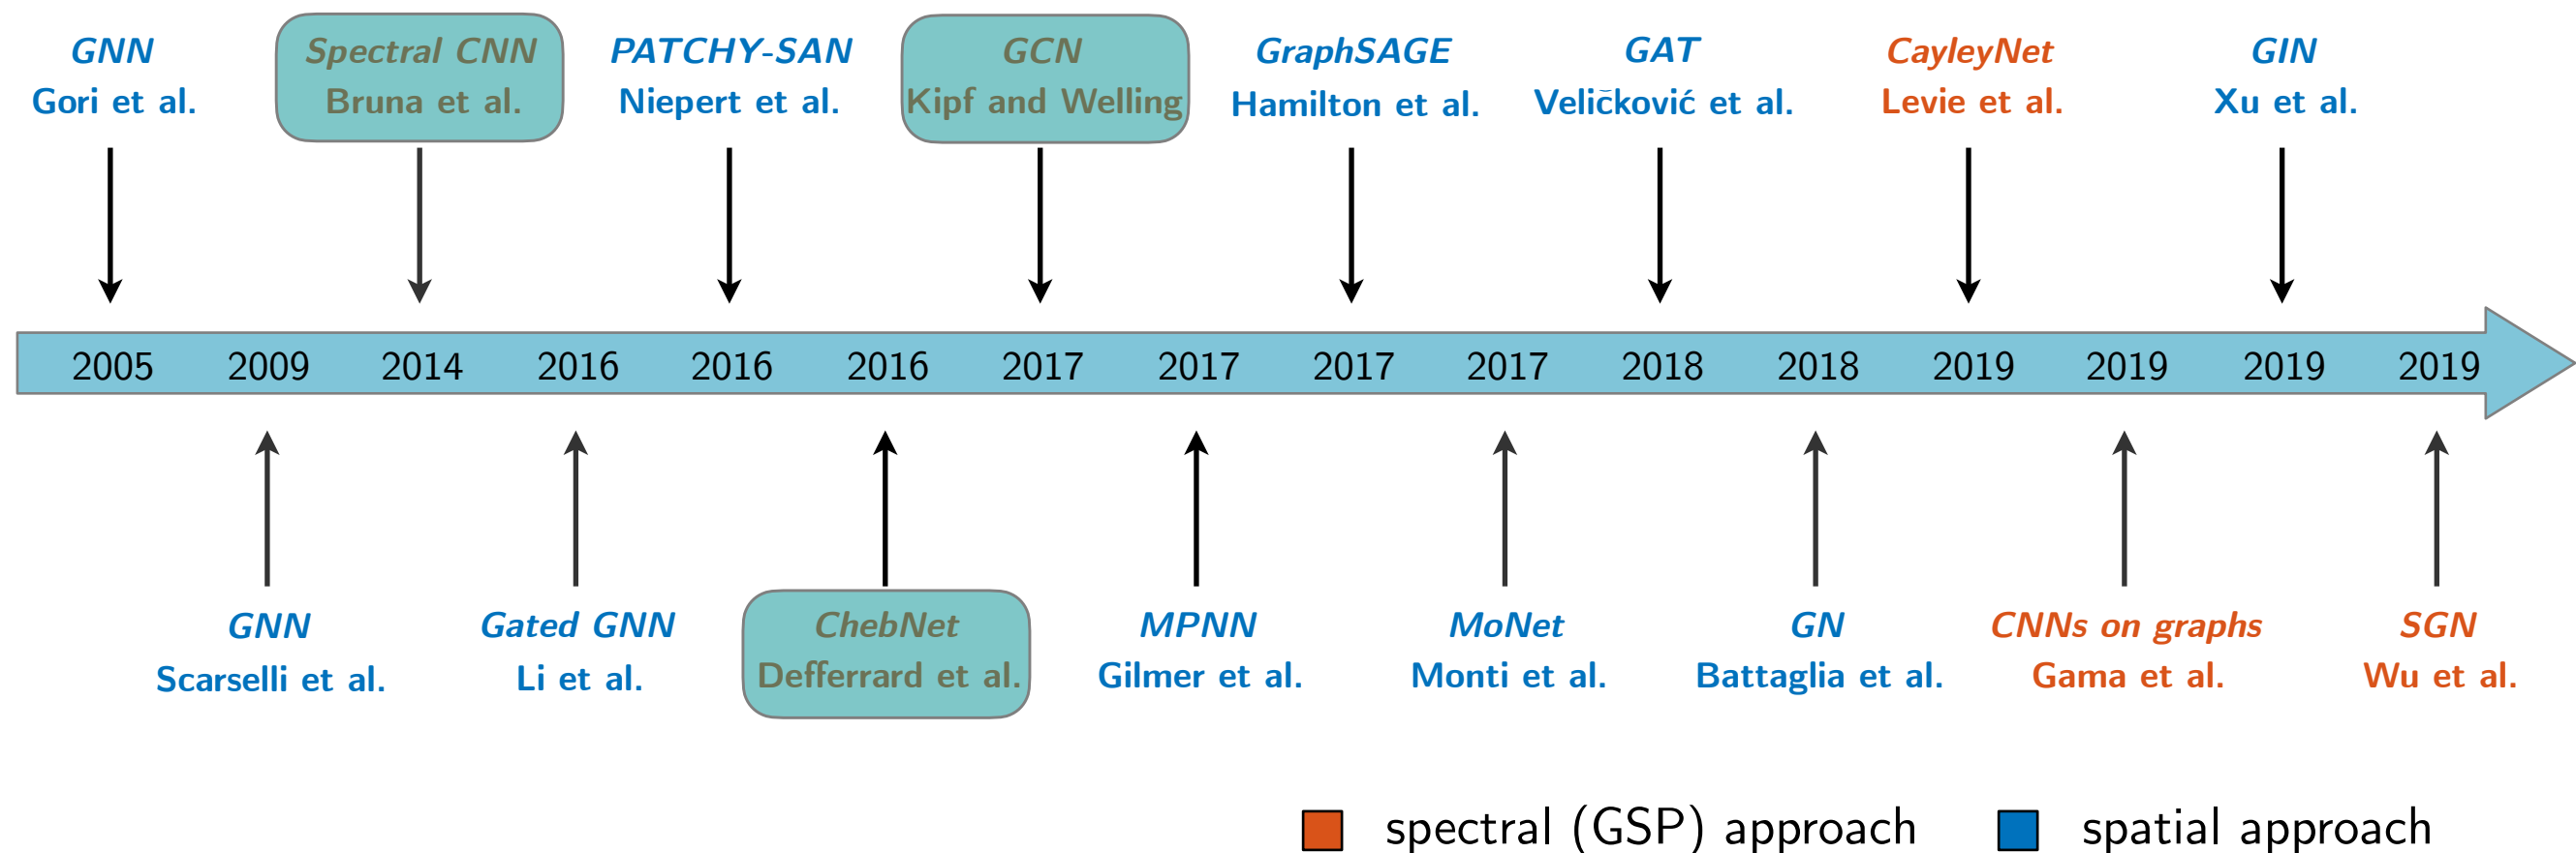 GNN
Gori et al.
Spectral CNN
Bruna et al.
PATCHY-SAN
Niepert et al.
GCN
Kipf and Welling
GraphSAGE
Hamilton et al.
GAT
Veličković et al.
CayleyNet
Levie et al.
GIN
Xu et al.
2005 2009 2014 2016 2016 2016 2017 2017 2017 2017 2018 2018 2019 2019 2019 2019
GNN
Scarselli et al.
Gated GNN
Li et al.
ChebNet
Defferrard et al.
MPNN
Gilmer et al.
MoNet
Monti et al.
GN
Battaglia et al.
CNNs on graphs
Gama et al.
SGN
Wu et al.
spectral (GSP) approach
spatial approach